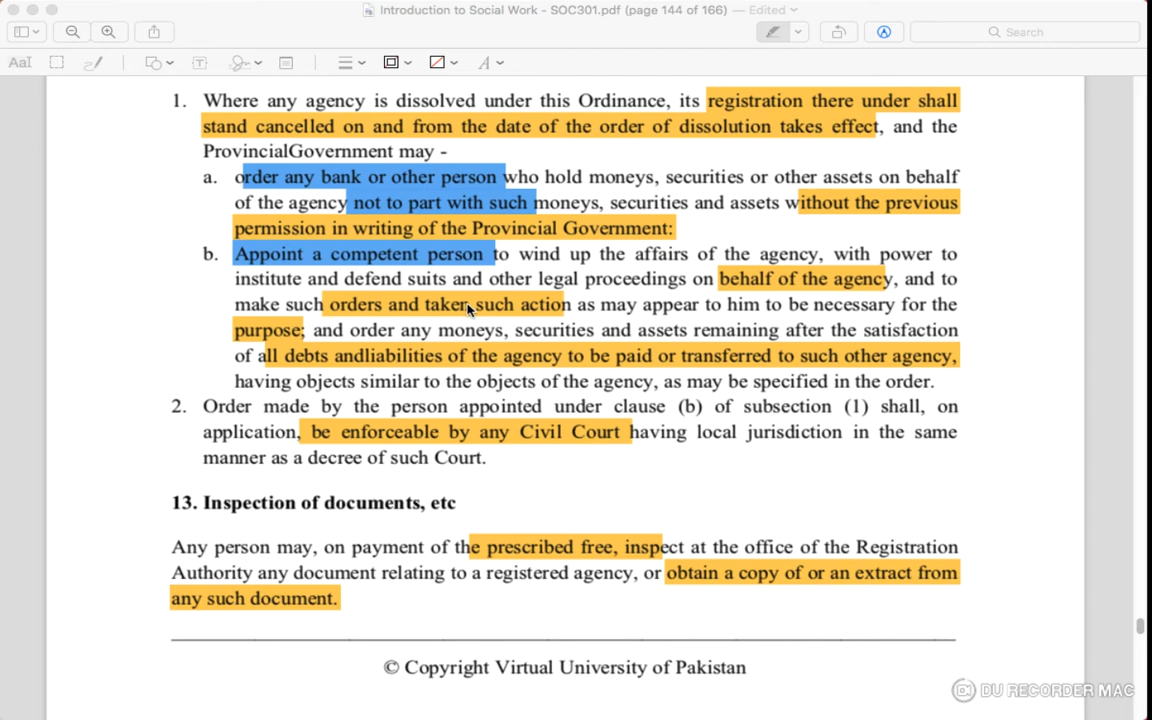 Introduction to Social Work - SOC301.pdf (page 144 of 166) — Edited
Search
AaI
T
A
1. Where any agency is dissolved under this Ordinance, its registration there under shall
stand cancelled on and from the date of the order of dissolution takes effect, and the
ProvincialGovernment may -
a. order any bank or other person who hold moneys, securities or other assets on behalf
of the agency not to part with such moneys, securities and assets without the previous
permission in writing of the Provincial Government:
b. Appoint a competent person to wind up the affairs of the agency, with power to
institute and defend suits and other legal proceedings on behalf of the agency, and to
make such orders and taken such action as may appear to him to be necessary for the
purpose; and order any moneys, securities and assets remaining after the satisfaction
of all debts andliabilities of the agency to be paid or transferred to such other agency,
having objects similar to the objects of the agency, as may be specified in the order.
2. Order made by the person appointed under clause (b) of subsection (1) shall, on
application, be enforceable by any Civil Court having local jurisdiction in the same
manner as a decree of such Court.
13. Inspection of documents, etc
Any person may, on payment of the prescribed free, inspect at the office of the Registration
Authority any document relating to a registered agency, or obtain a copy of or an extract from
any such document.
© Copyright Virtual University of Pakistan
DU RECORDER MAC